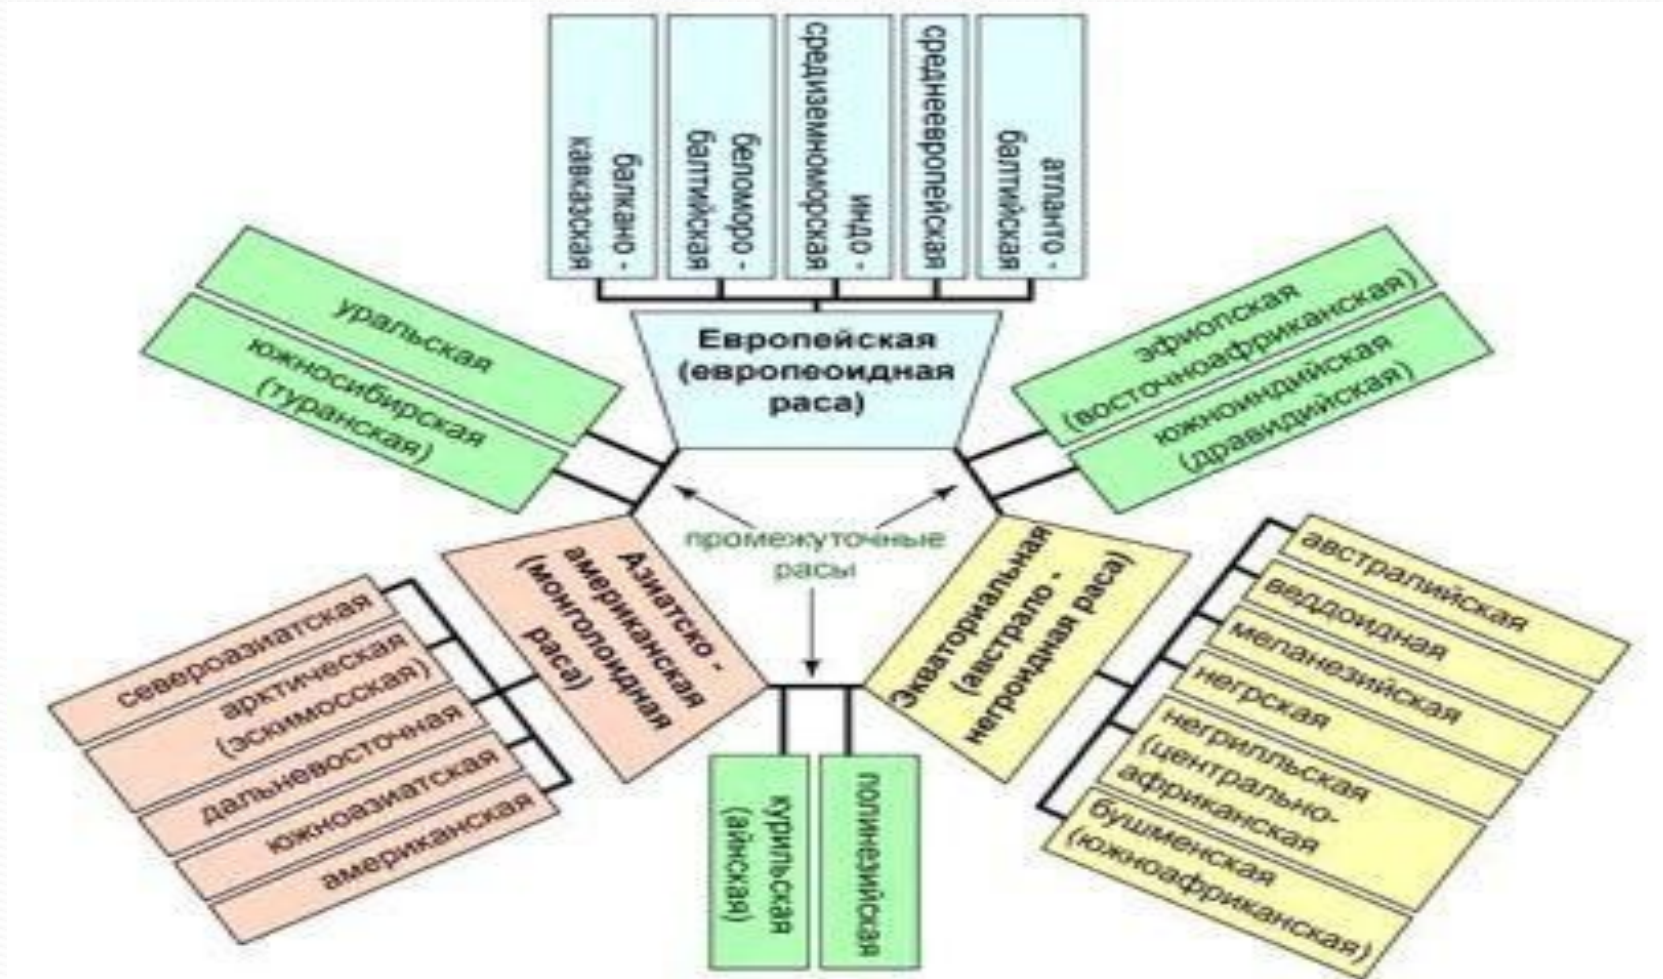 балкано -
кавказская
беломоро -
балтийская
индо -
средиземноморская
среднеевропейская
атланто -
балтийская
Европейская
(европеоидная
раса)
уральская
южносибирская
(туранская)
эфиопская
(восточноафриканская)
южноиндийская
(дравидийская)
промежуточные
расы
Азиатско -
американская
(монголоидная
раса)
североазиатская
арктическая
(эскимосская)
дальневосточная
южноазиатская
американская
Экваториальная
(австрало -
негроидная раса)
австралийская
веддоидная
меланезийская
негрская
негрилльская
(центрально-
африканская
бушменская
(южноафриканская)
курильская
(айнская)
полинезийская